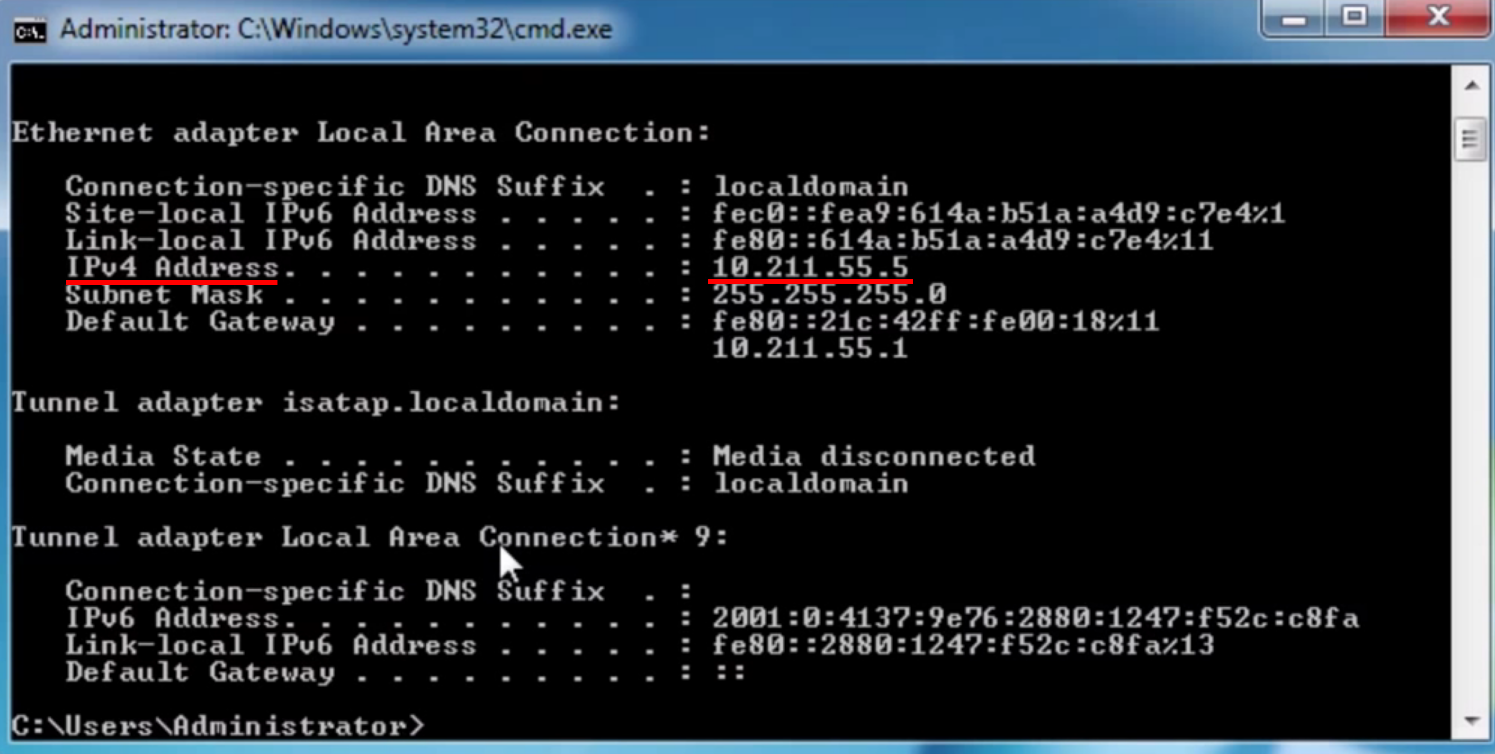 Administrator: C:\Windows\system32\cmd.exe
Ethernet adapter Local Area Connection:
Connection-specific DNS Suffix . : localdomain
Site-local IPv6 Address . . . . . : fec0::fea9:614a:b51a:a4d9:c7e4%1
Link-local IPv6 Address . . . . . : fe80::614a:b51a:a4d9:c7e4%11
IPv4 Address. . . . . . . . . . . : 10.211.55.5
Subnet Mask . . . . . . . . . . . : 255.255.255.0
Default Gateway . . . . . . . . . : fe80::21c:42ff:fe00:18%11
10.211.55.1
Tunnel adapter isatap.localdomain:
Media State . . . . . . . . . . . : Media disconnected
Connection-specific DNS Suffix . : localdomain
Tunnel adapter Local Area Connection* 9:
Connection-specific DNS Suffix . :
IPv6 Address. . . . . . . . . . . : 2001:0:4137:9e76:2880:1247:f52c:c8fa
Link-local IPv6 Address . . . . . : fe80::2880:1247:f52c:c8fa%13
Default Gateway . . . . . . . . . : ::
C:\Users\Administrator>